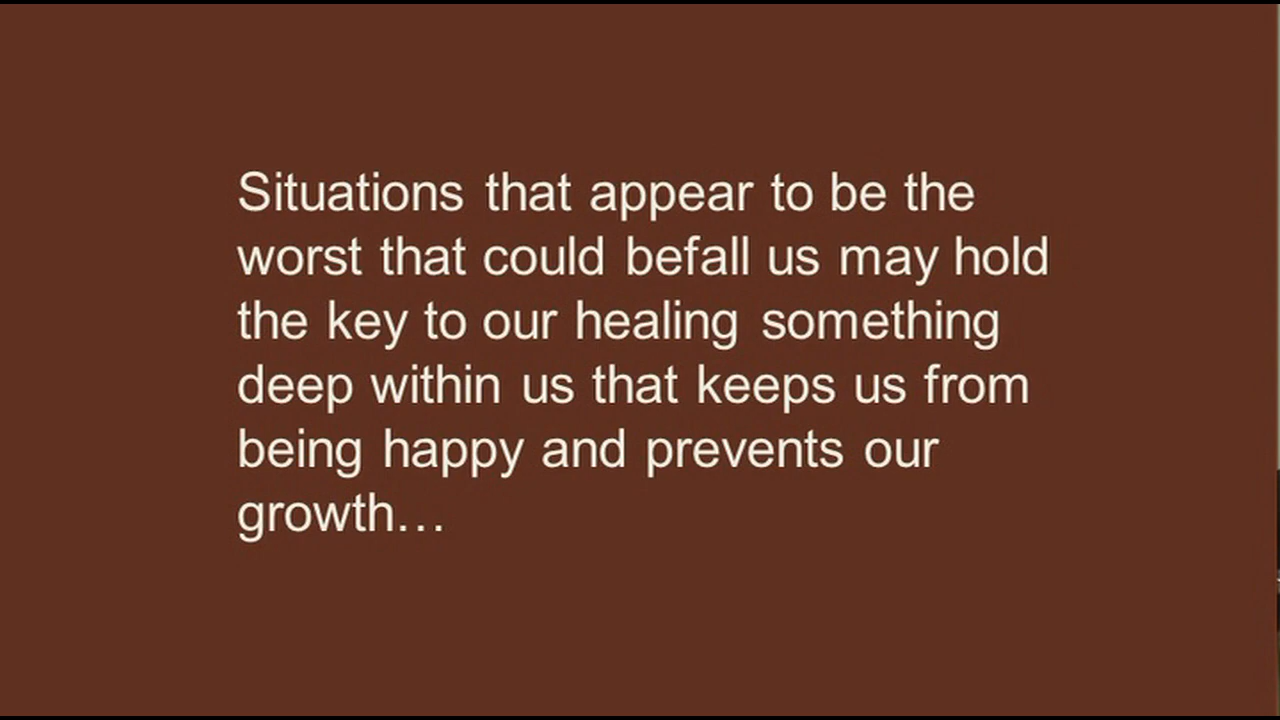 Situations that appear to be the
worst that could befall us may hold
the key to our healing something
deep within us that keeps us from
being happy and prevents our
growth…